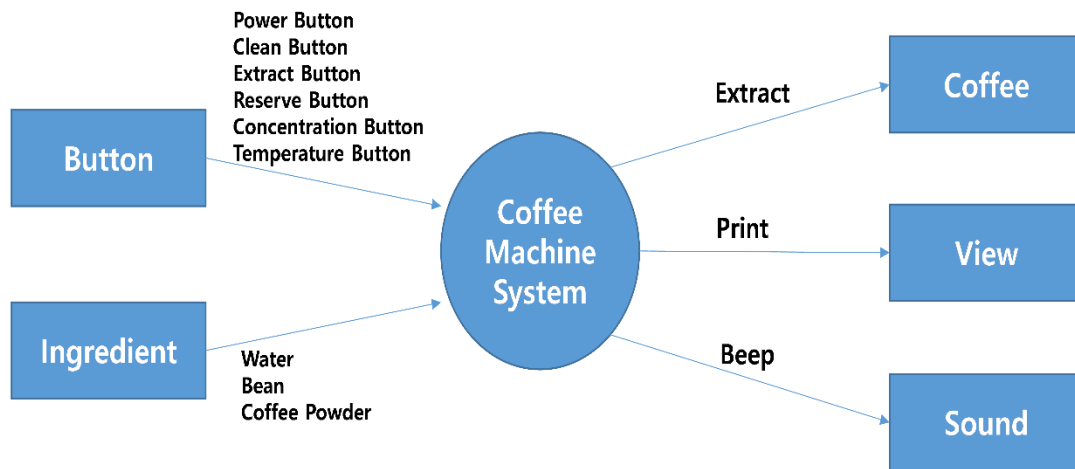 Power Button
Clean Button
Extract Button
Reserve Button
Concentration Button
Temperature Button
Button
Ingredient
Water
Bean
Coffee Powder
Coffee
Machine
System
Extract
Print
Beep
Coffee
View
Sound